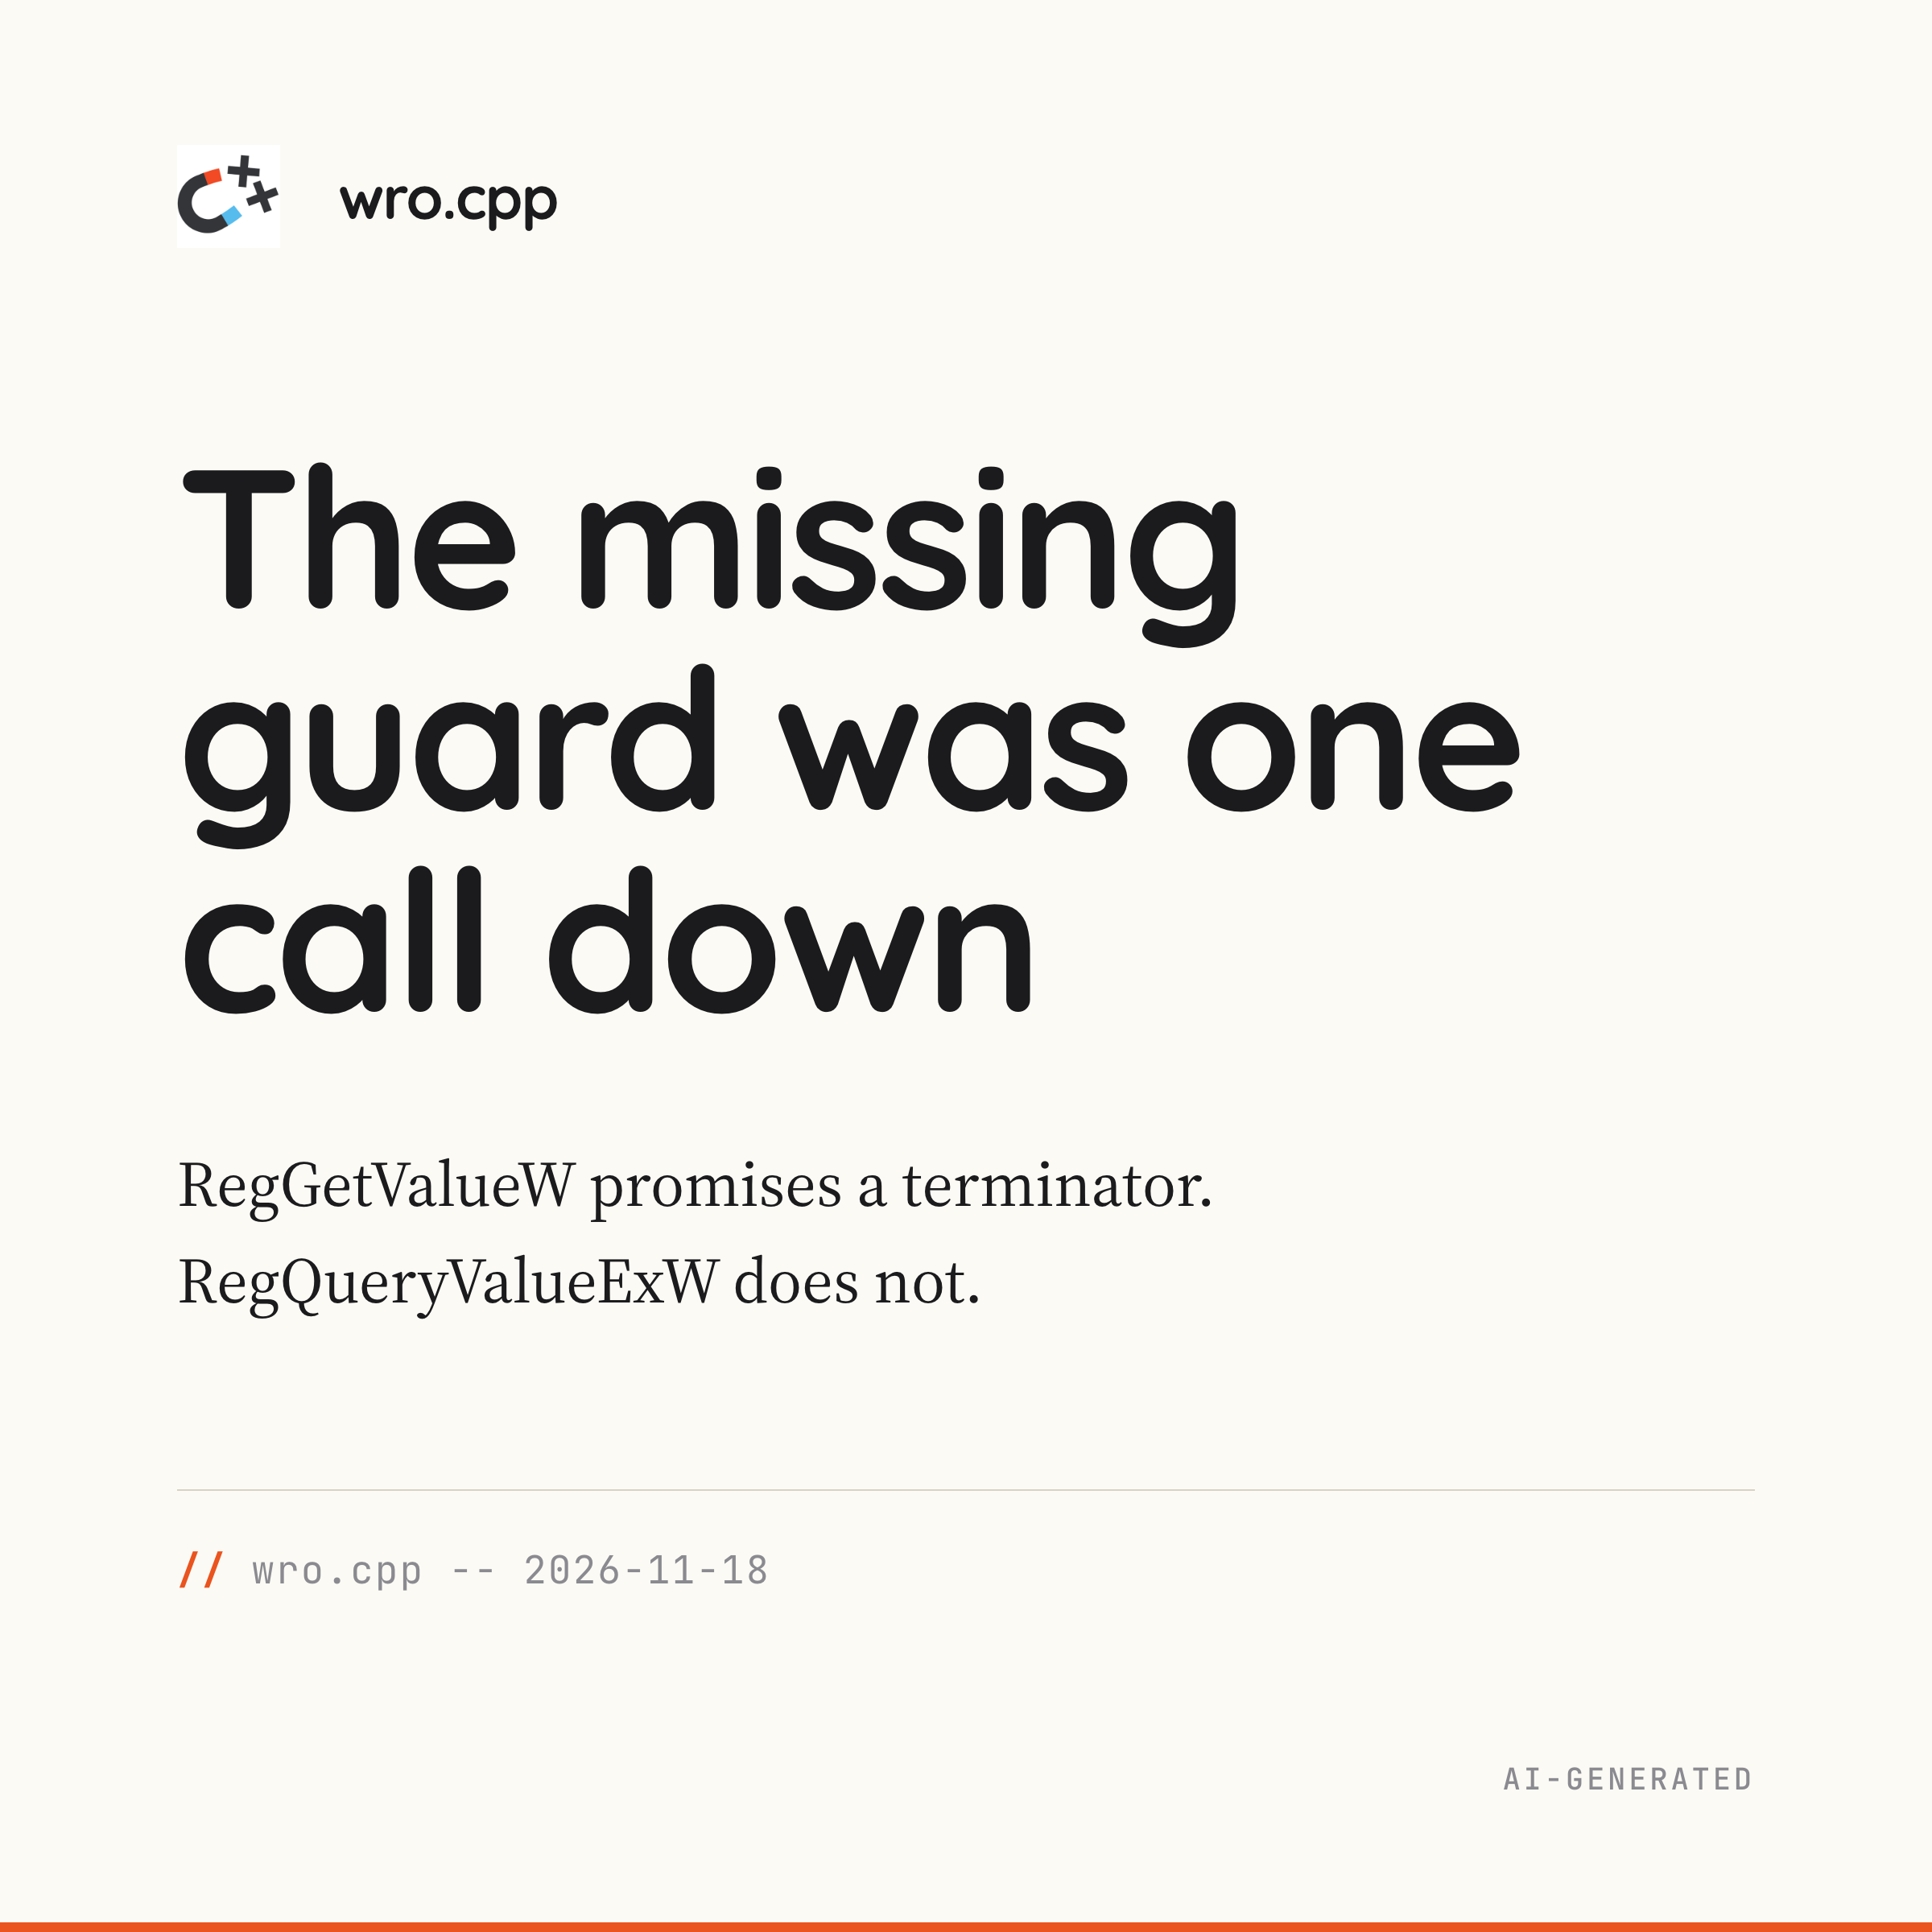 wro.cpp
The missing
guard was one
call down
RegGetValueW promises a terminator.
RegQueryValueExW does not.
// wro.cpp -- 2026-11-18
AI-GENERATED